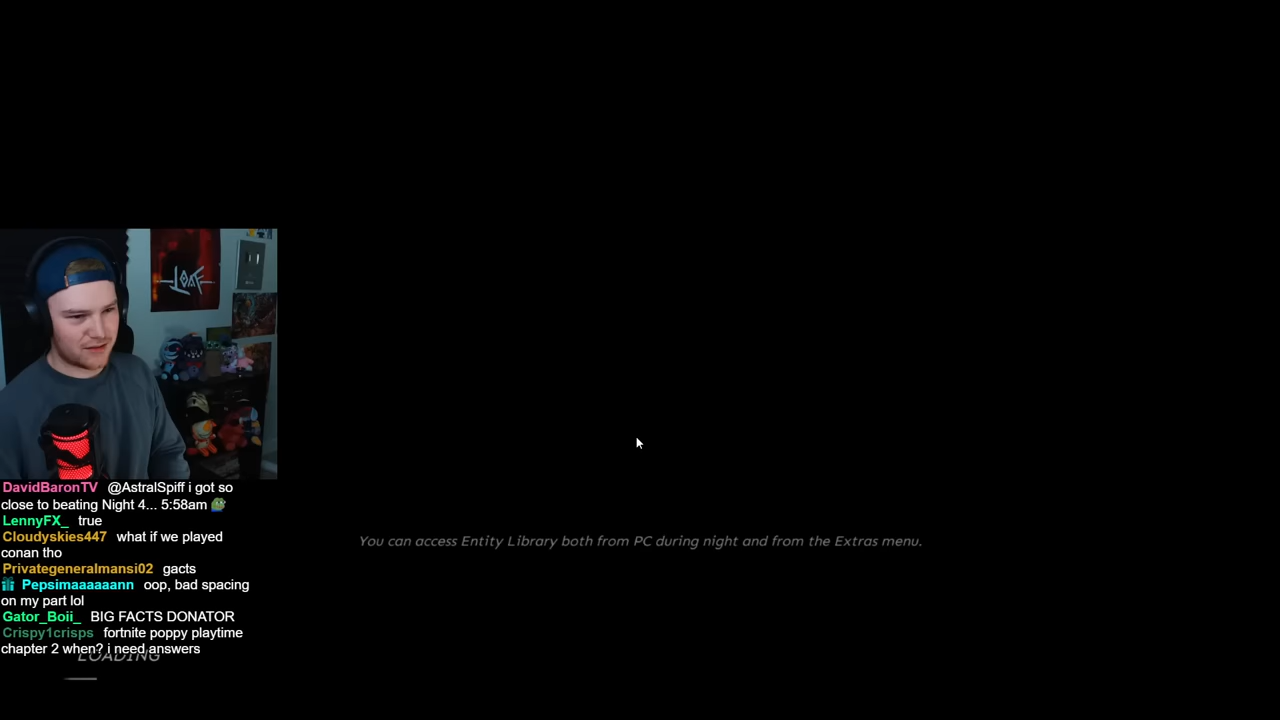 LOAF
DavidBaronTV @AstralSpiff i got so
close to beating Night 4... 5:58am
LennyFX_ true
Cloudyskies447 what if we played
conan tho
Privategeneralmansi02 gacts
Pepsimaaaaaann oop, bad spacing
on my part lol
Gator_Boii_ BIG FACTS DONATOR
Crispy1crisps fortnite poppy playtime
chapter 2 when? i need answers
LOADING
You can access Entity Library both from PC during night and from the Extras menu.